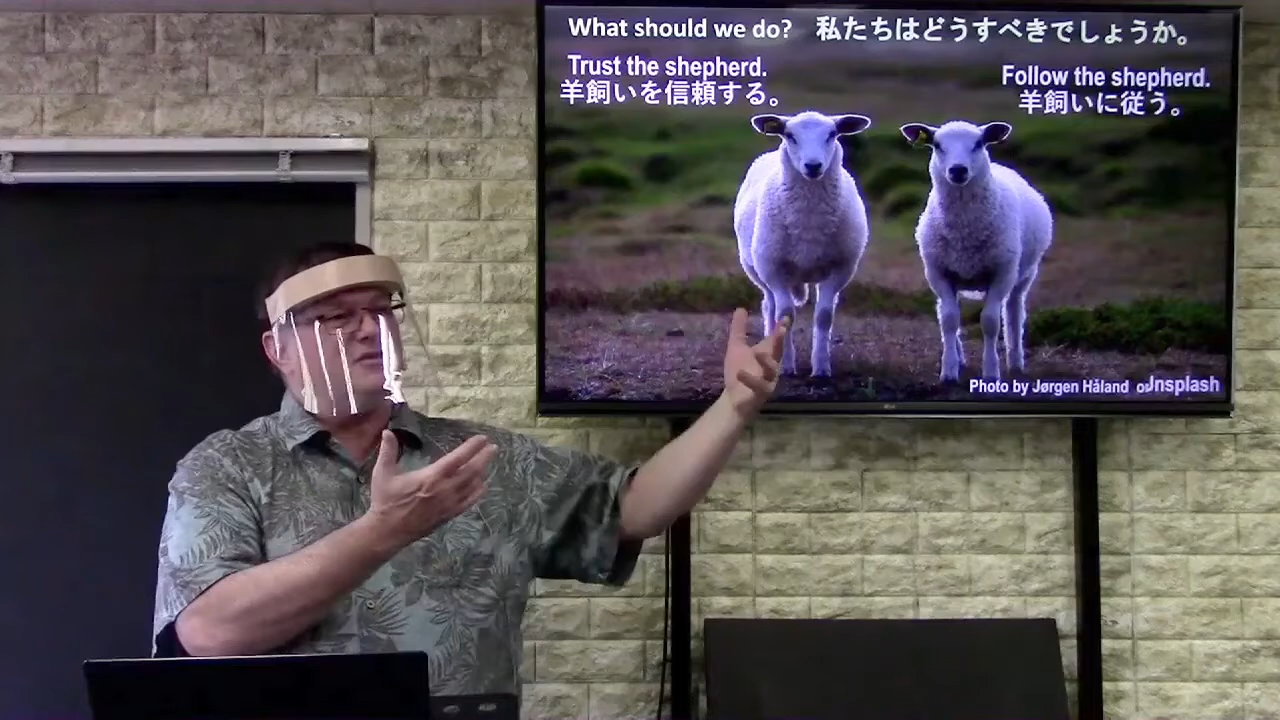 What should we do? 私たちはどうすべきでしょうか。
Trust the shepherd.
羊飼いを信頼する。
Follow the shepherd.
羊飼いに従う。
Photo by Jørgen Håland on Unsplash